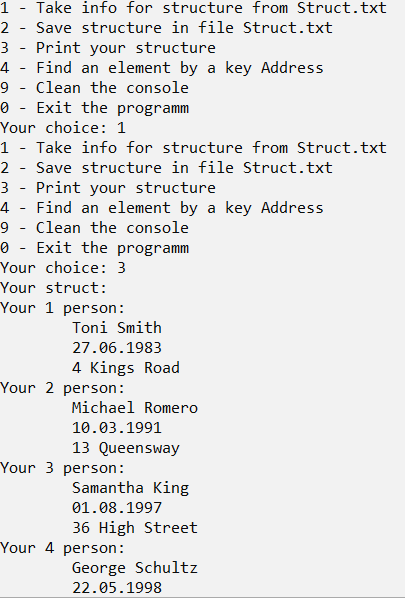 1 - Take info for structure from Struct.txt
2 - Save structure in file Struct.txt
3 - Print your structure
4 - Find an element by a key Address
9 - Clean the console
0 - Exit the programm
Your choice: 1
1 - Take info for structure from Struct.txt
2 - Save structure in file Struct.txt
3 - Print your structure
4 - Find an element by a key Address
9 - Clean the console
0 - Exit the programm
Your choice: 3
Your struct:
Your 1 person:
Toni Smith
27.06.1983
4 Kings Road
Your 2 person:
Michael Romero
10.03.1991
13 Queensway
Your 3 person:
Samantha King
01.08.1997
36 High Street
Your 4 person:
George Schultz
22.05.1998